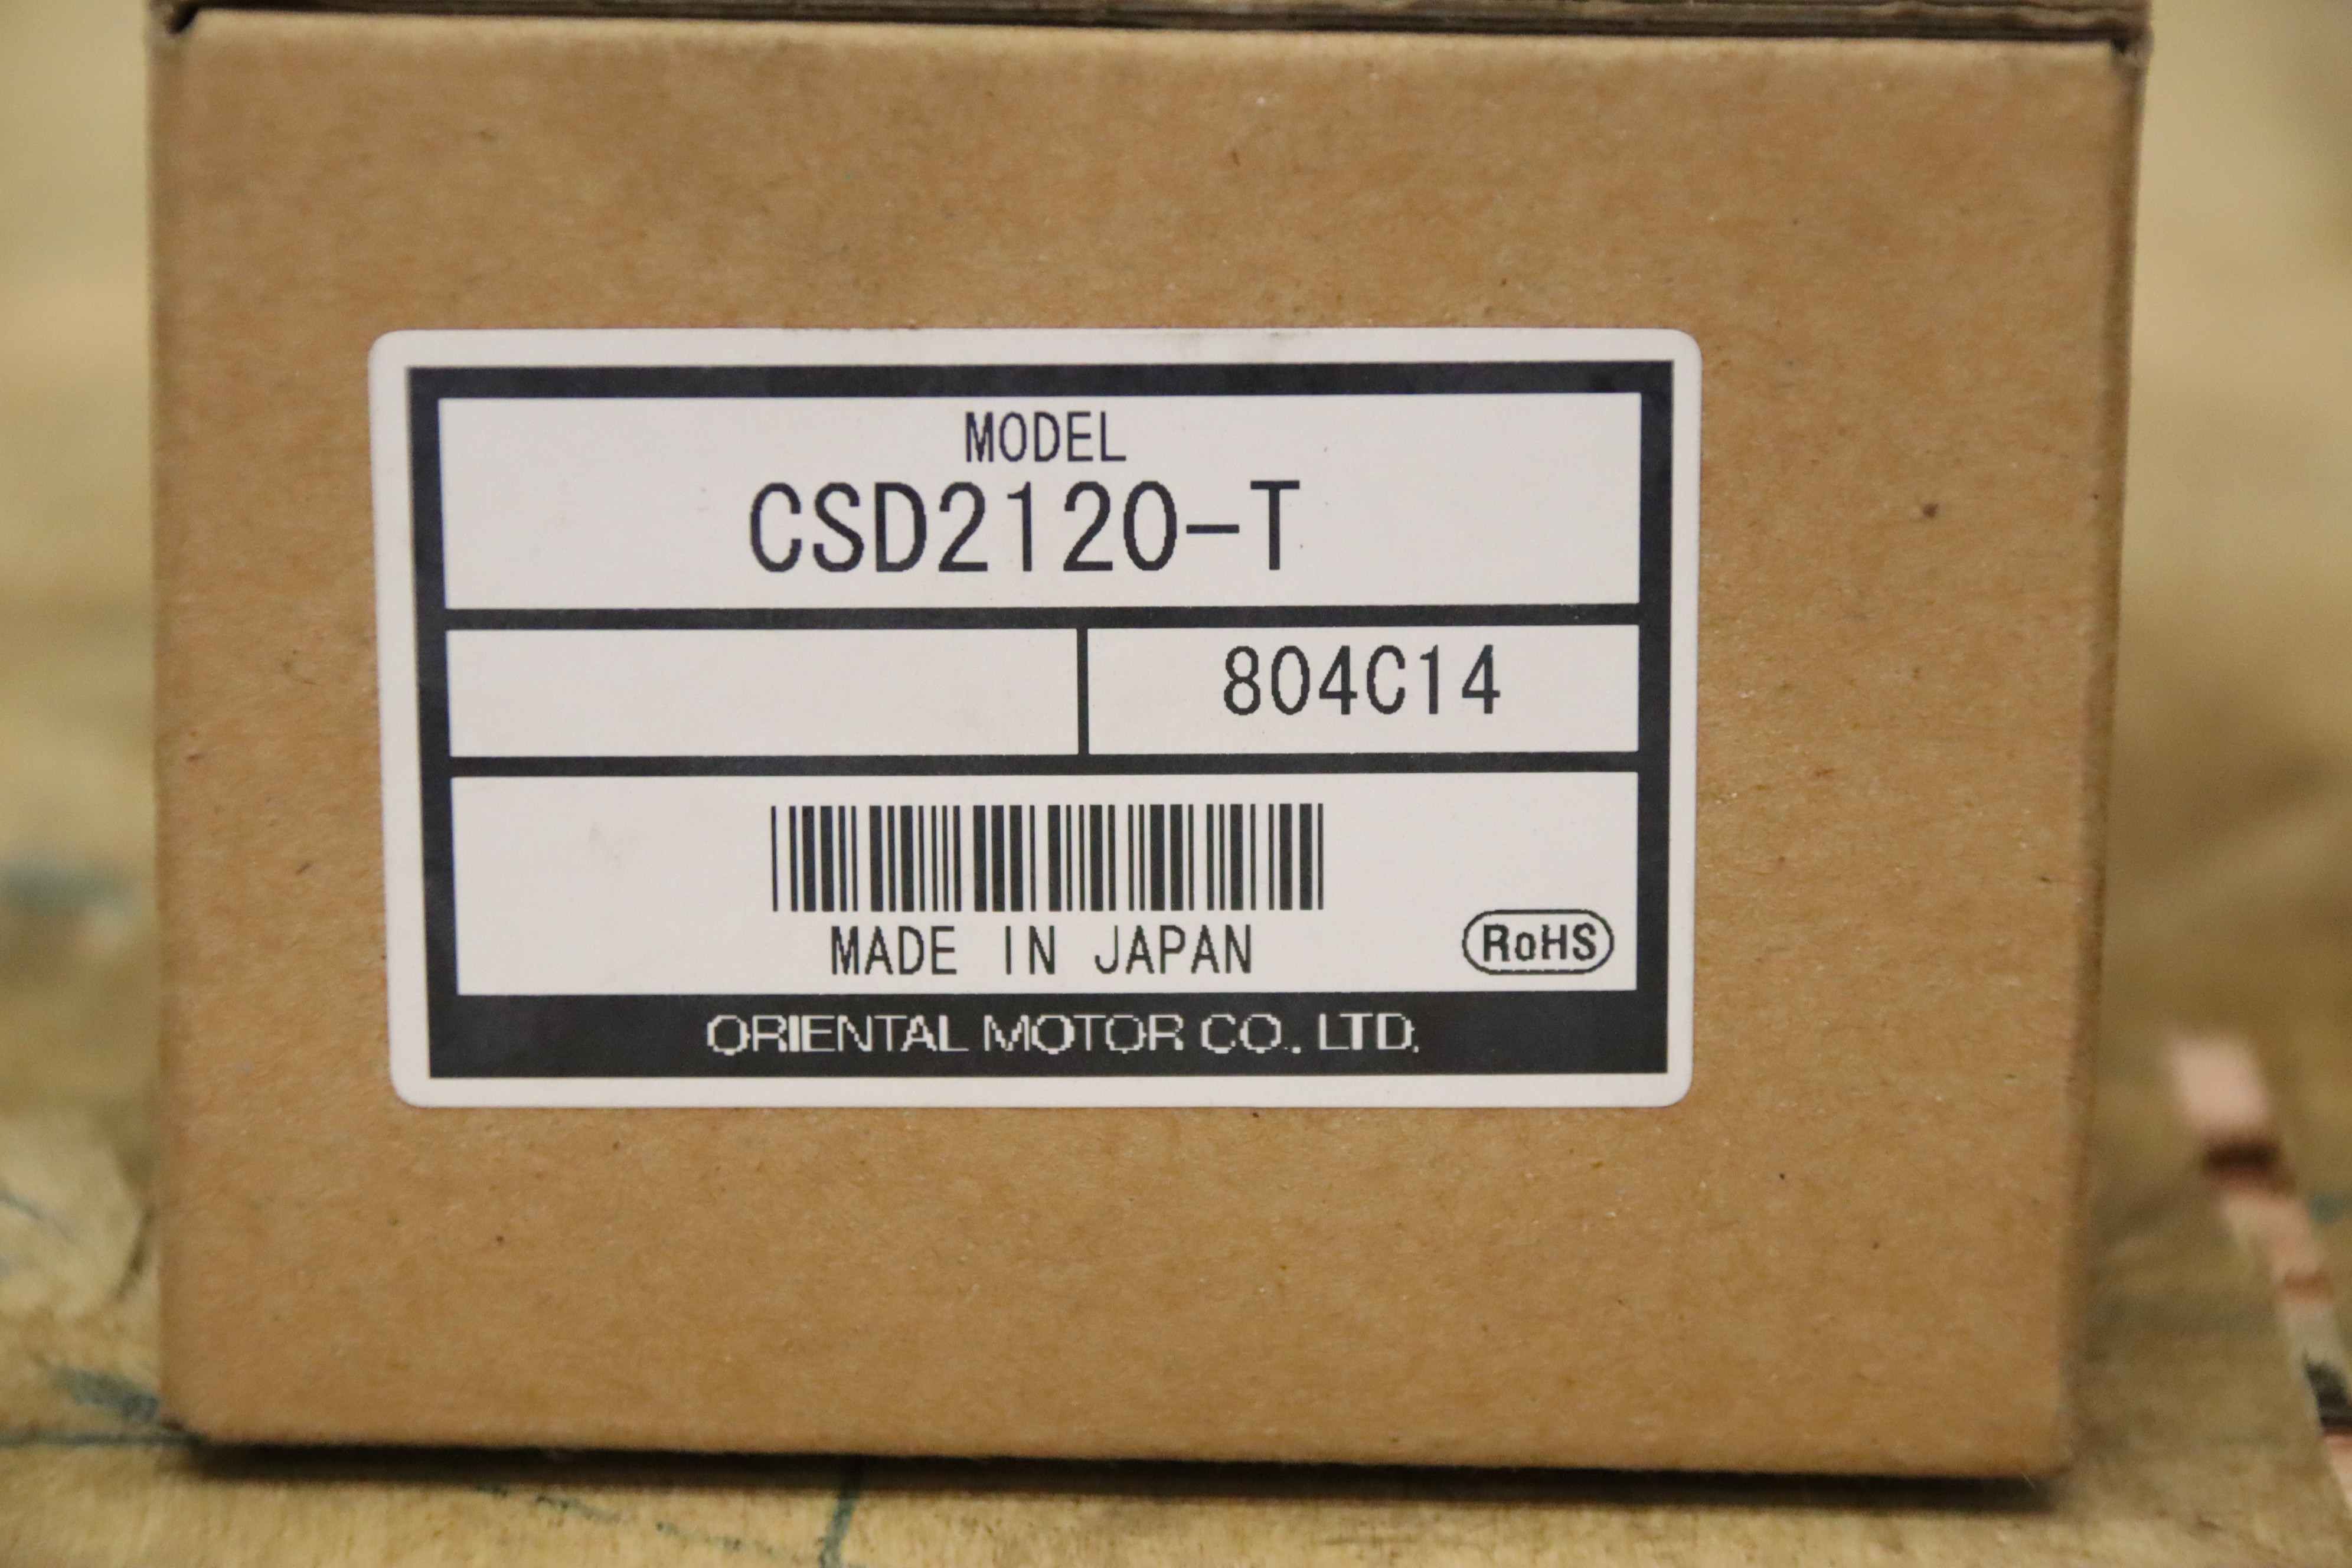 MODEL
CSD2120-T
804C14
MADE IN JAPAN
RoHS
ORIENTAL MOTOR CO., LTD.